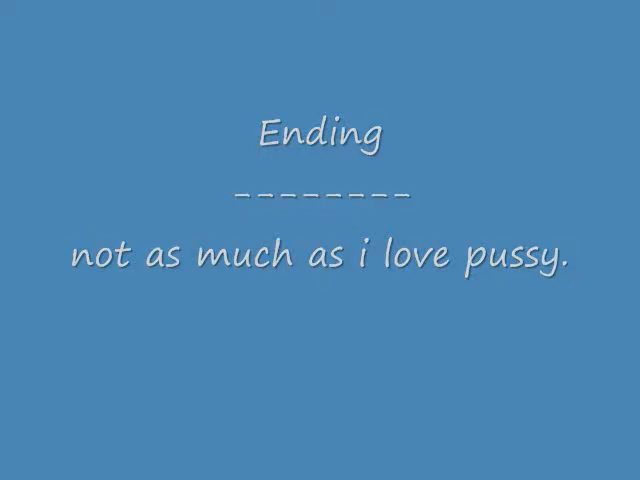 Ending
--------
not as much as i love pussy.